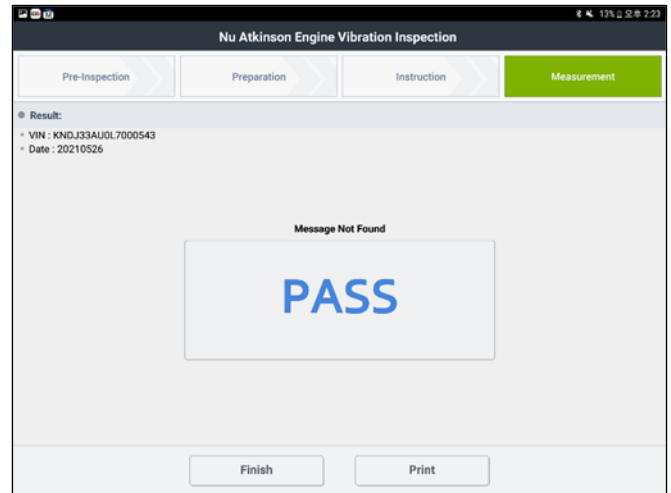 13% 오후 2:23
Nu Atkinson Engine Vibration Inspection
Pre-Inspection
Preparation
Instruction
Measurement
Result:
VIN : KNDJ33AU0L7000543
Date : 20210526
Message Not Found
PASS
Finish
Print